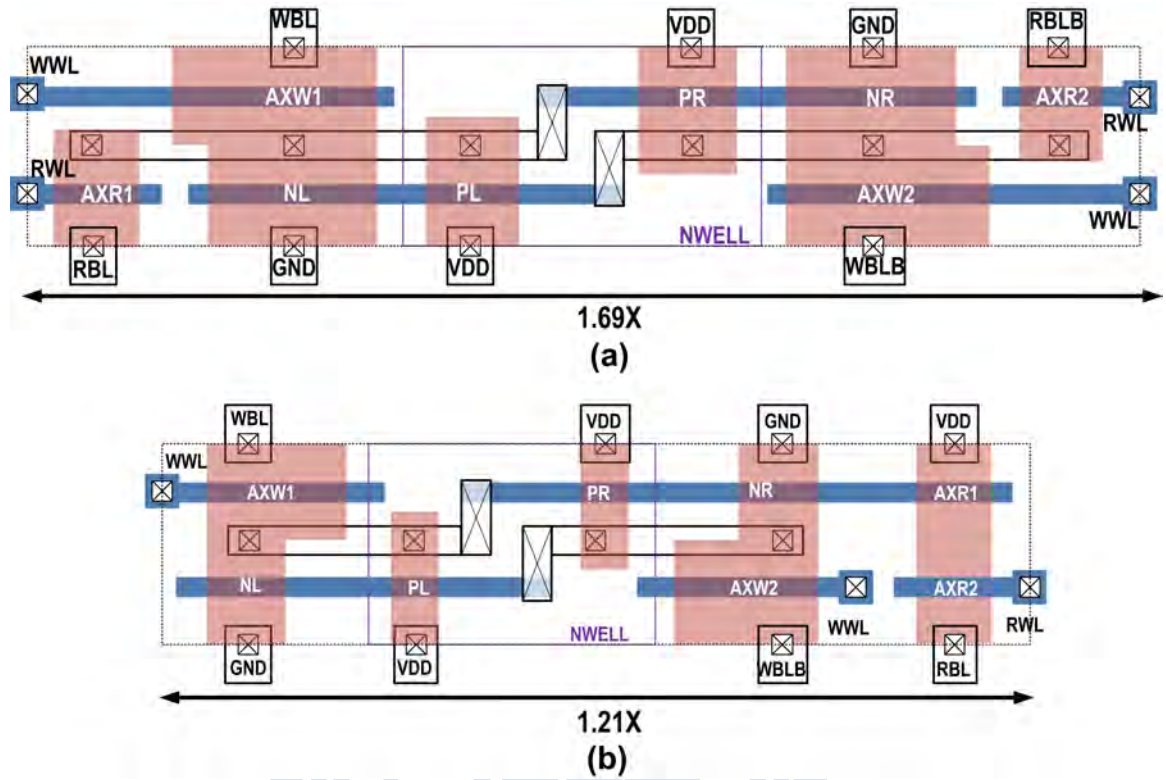 WBL VDD GND RBLB
WWL
AXW1 PR NR AXR2
RWL RWL
AXR1 NL PL AXW2
WWL
NWELL
RBL GND VDD WBLB
1.69X
(a)
WBL VDD GND VDD
WWL
AXW1 PR NR AXR1
NL PL AXW2 AXR2
NWELL WWL RWL
GND VDD WBLB RBL
1.21X
(b)